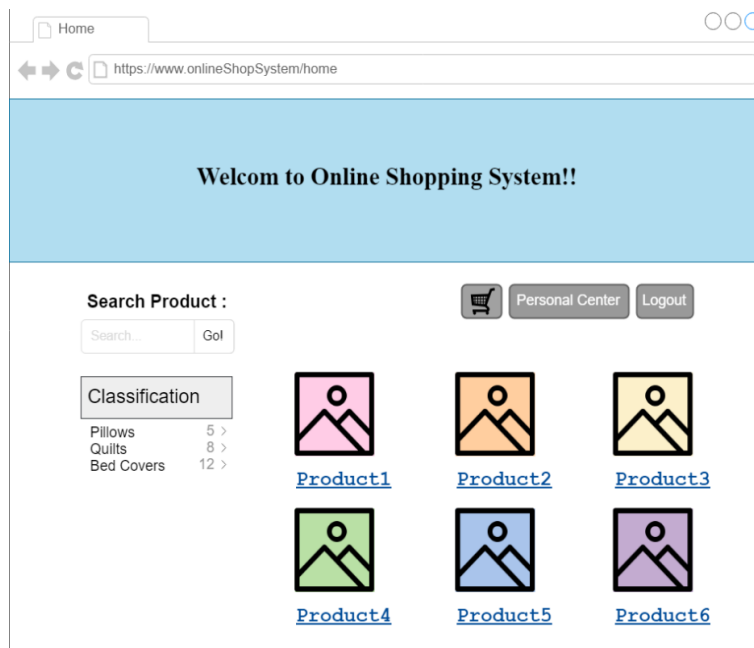 Home
https://www.onlineShopSystem/home
Welcom to Online Shopping System!!
Search Product :
Personal Center
Logout
Search...
Go!
Classification
Pillows 5 >
Quilts 8 >
Bed Covers 12 >
Product1 Product2 Product3
Product4 Product5 Product6